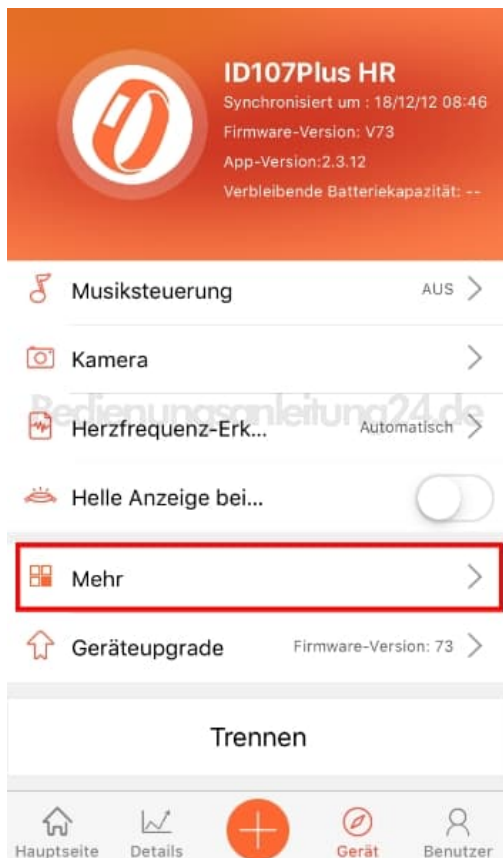 ID107Plus HR
Synchronisiert um : 18/12/12 08:46
Firmware-Version: V73
App-Version:2.3.12
Verbleibende Batteriekapazität: --
Musiksteuerung AUS
Kamera
Bedienungsanleitung24.de
Herzfrequenz-Erk... Automatisch
Helle Anzeige bei...
Mehr
Geräteupgrade Firmware-Version: 73
Trennen
Hauptseite Details Gerät Benutzer